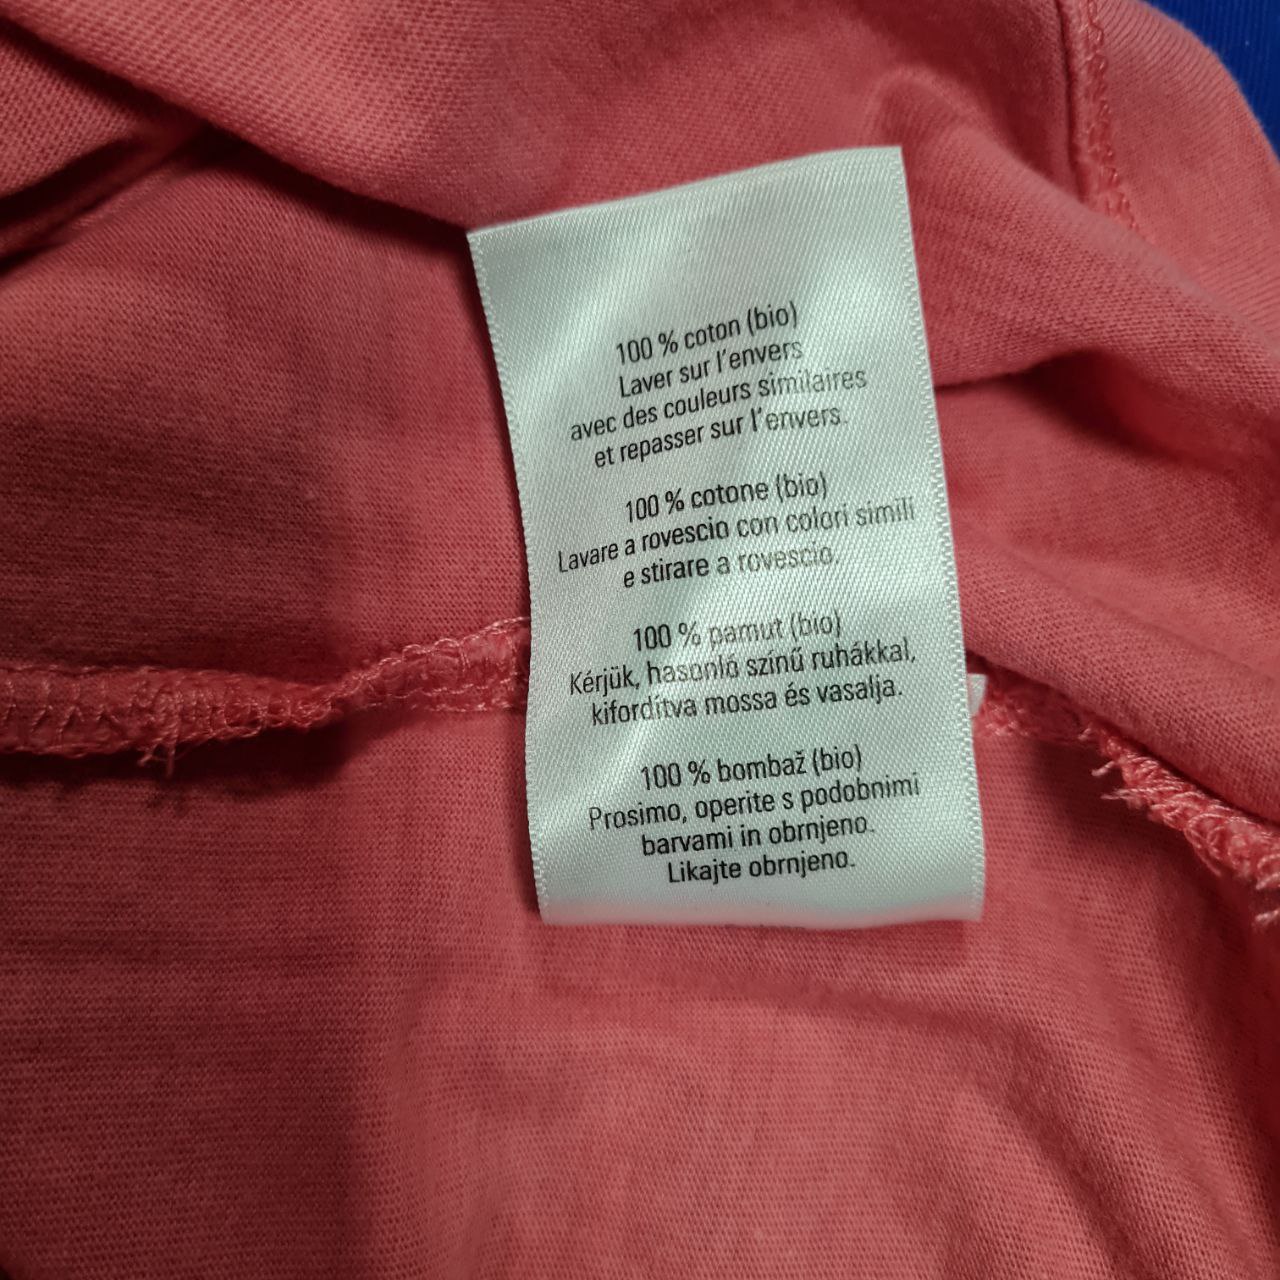 100 % coton (bio)
Laver sur l'envers
avec des couleurs similaires
et repasser sur l'envers.
100 % cotone (bio)
Lavare a rovescio con colori simili
e stirare a rovescio.
100 % pamut (bio)
Kérjük, hasonló színű ruhákkal,
kifordítva mossa és vasalja.
100 % bombaž (bio)
Prosimo, operite s podobnimi
barvami in obrnjeno.
Likajte obrnjeno.